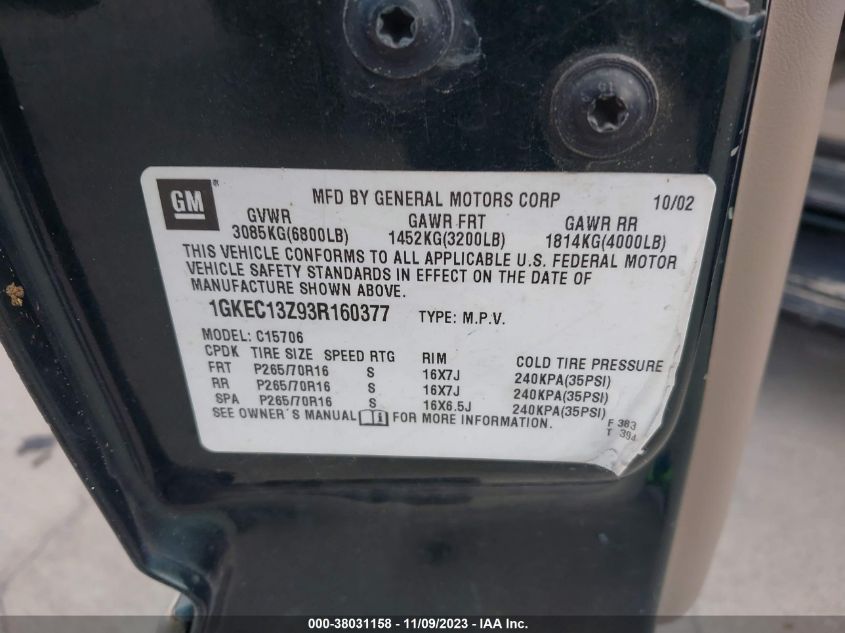 GM
MFD BY GENERAL MOTORS CORP 10/02
GVWR GAWR FRT GAWR RR
3085KG(6800LB) 1452KG(3200LB) 1814KG(4000LB)
THIS VEHICLE CONFORMS TO ALL APPLICABLE U.S. FEDERAL MOTOR
VEHICLE SAFETY STANDARDS IN EFFECT ON THE DATE OF
MANUFACTURE SHOWN ABOVE.
1GKEC13Z93R160377 TYPE: M.P.V.
MODEL: C15706
CPDK TIRE SIZE SPEED RTG RIM COLD TIRE PRESSURE
FRT P265/70R16 S 16X7J 240KPA(35PSI)
RR P265/70R16 S 16X7J 240KPA(35PSI)
SPA P265/70R16 S 16X6.5J 240KPA(35PSI)
SEE OWNER'S MANUAL FOR MORE INFORMATION.
F 383
T 394
000-38031158 - 11/09/2023 - IAA Inc.